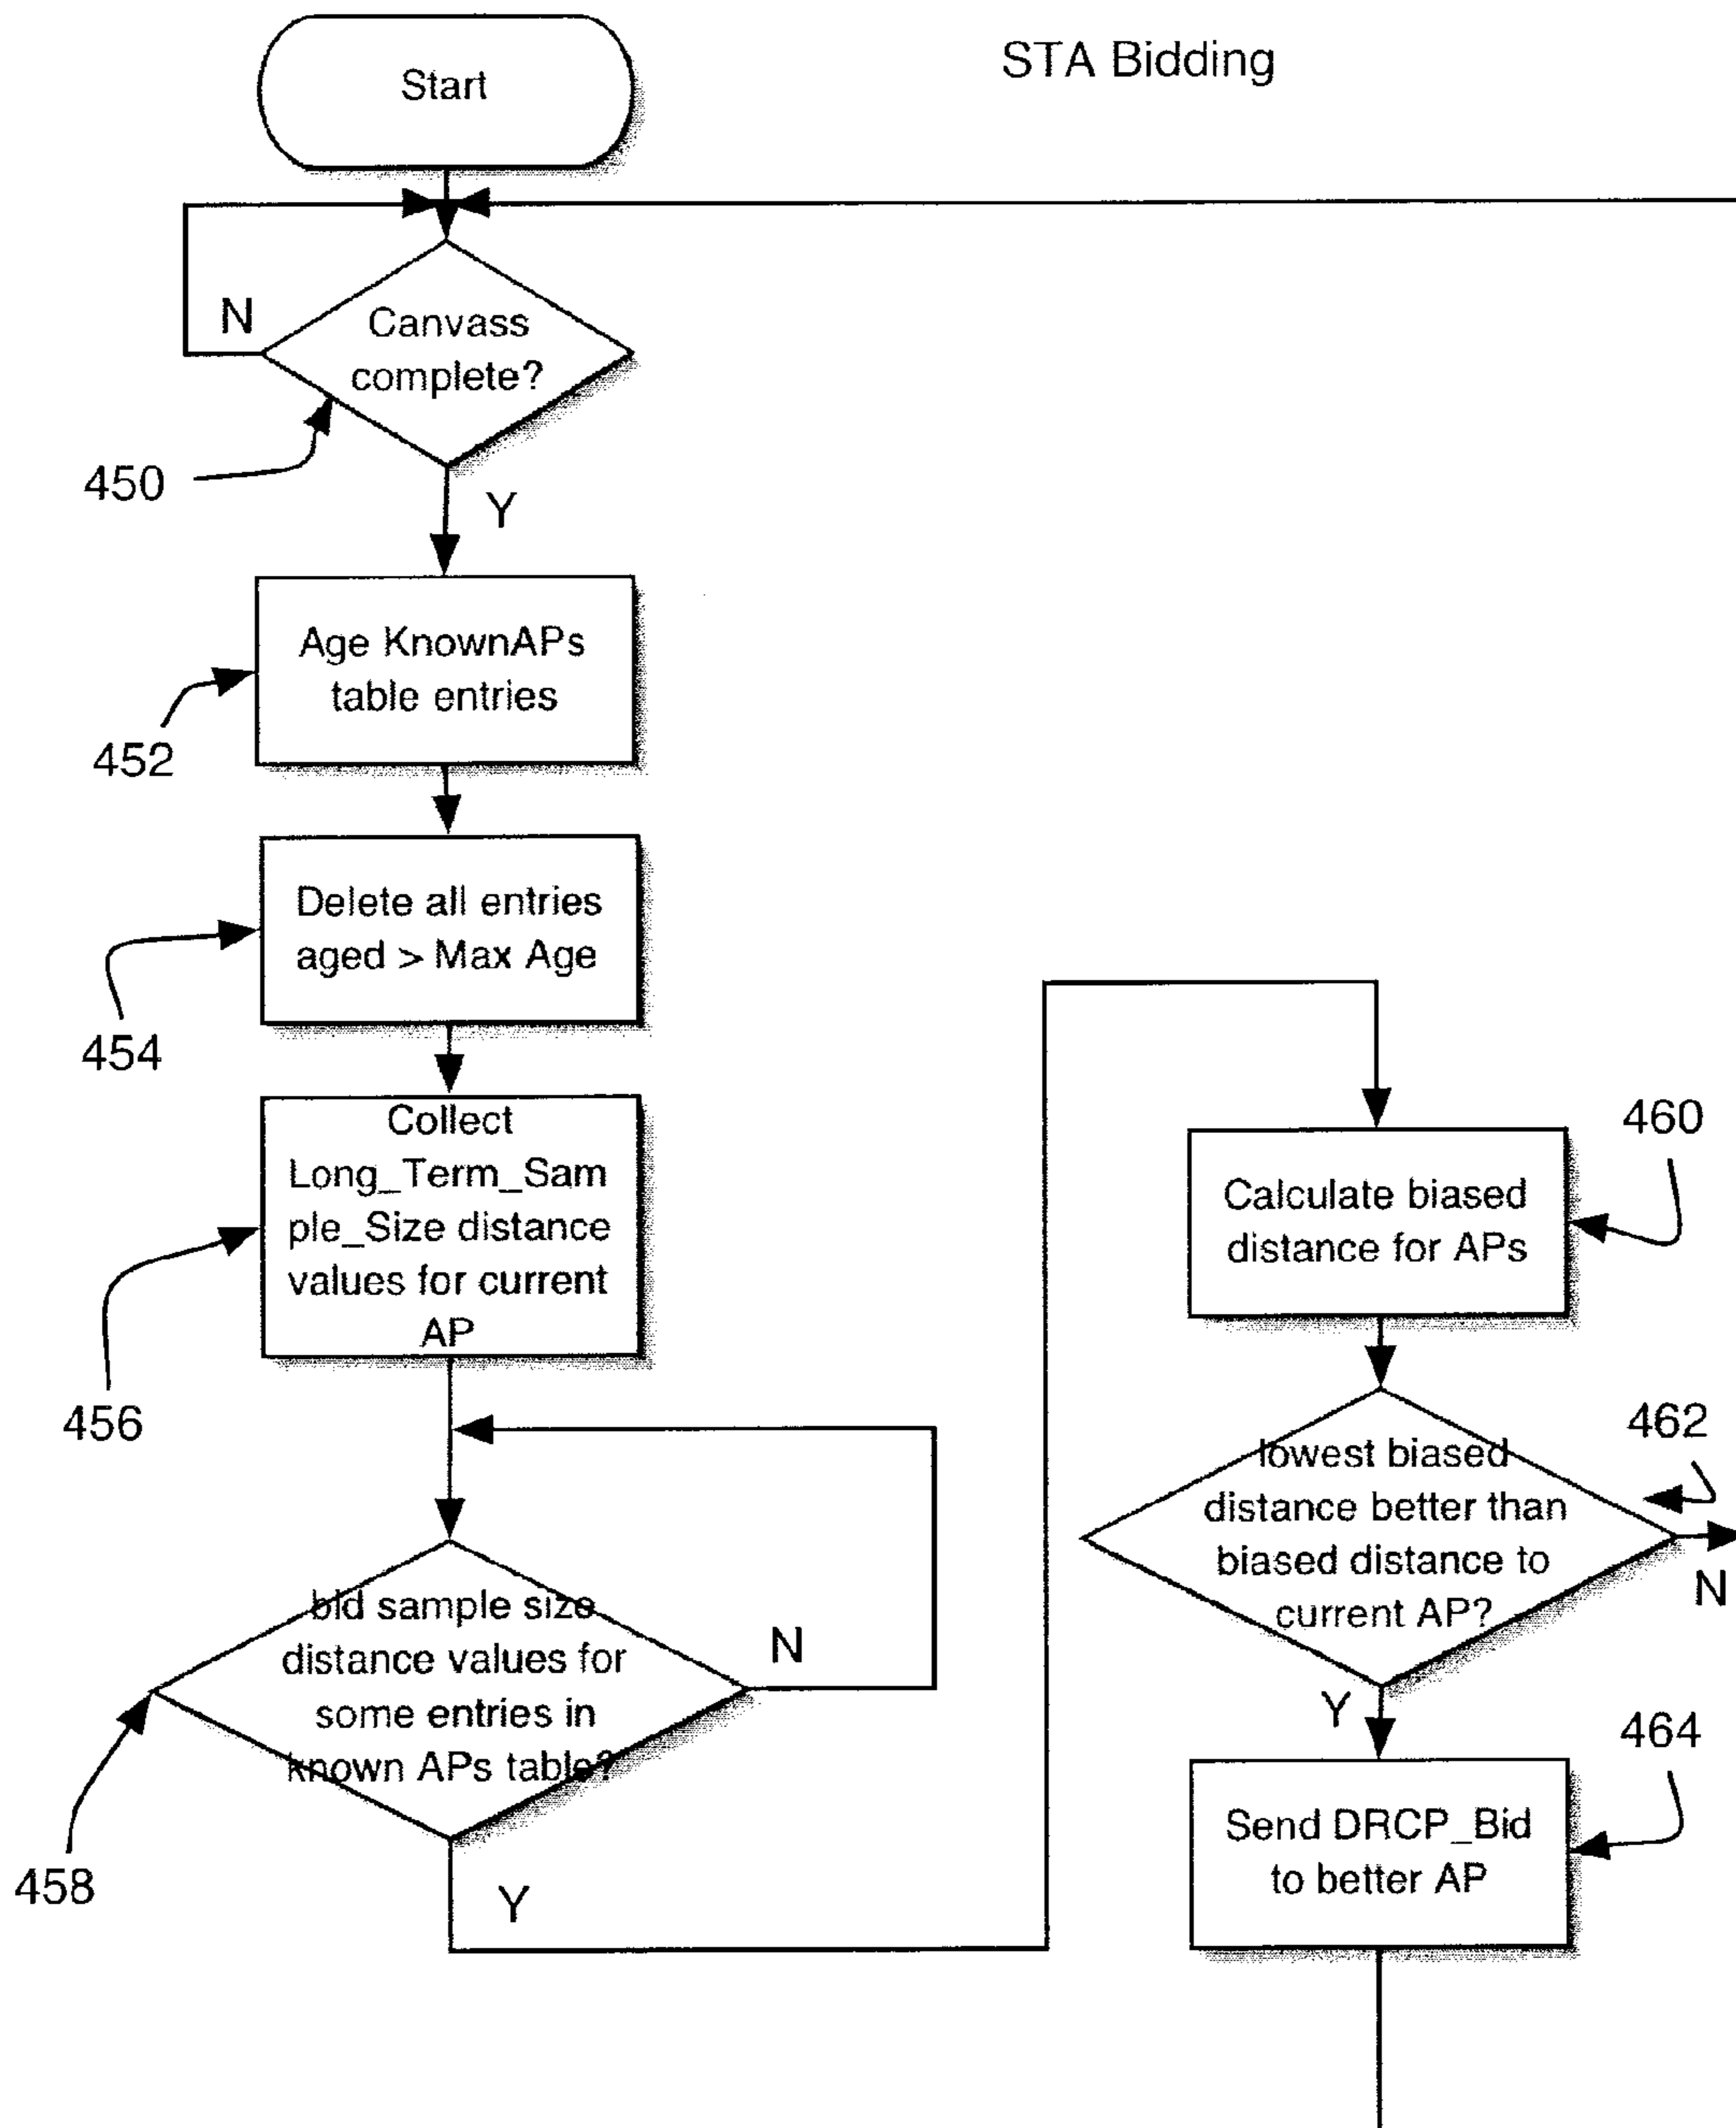 STA Bidding
Start
N
Canvass
complete?
450
Y
Age KnownAPs
table entries
452
Delete all entries
aged > Max Age
454
Collect
Long_Term_Sam
ple_Size distance
values for current
AP
456
bid sample size
distance values for
some entries in
known APs table?
N
458
Y
460
Calculate biased
distance for APs
462
lowest biased
distance better than
biased distance to
current AP?
N
Y
464
Send DRCP_Bid
to better AP